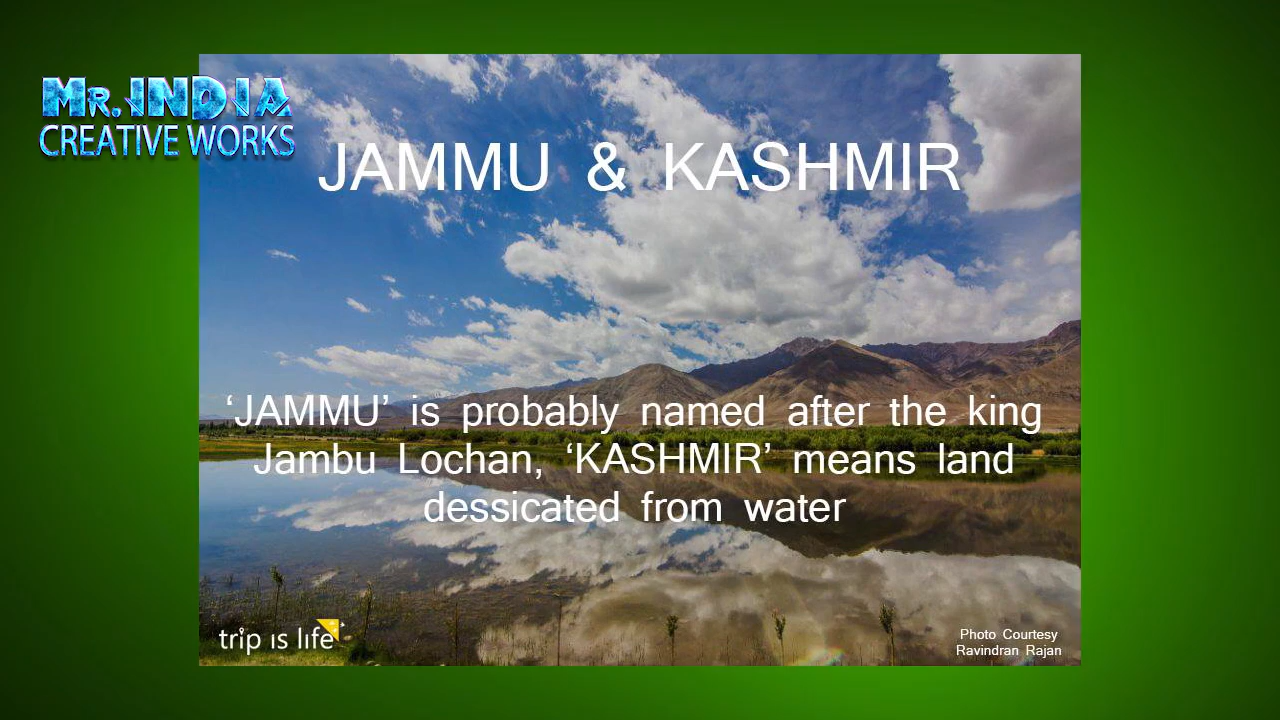 Mr. INDIA
CREATIVE WORKS
JAMMU & KASHMIR
‘JAMMU’ is probably named after the king
Jambu Lochan, ‘KASHMIR’ means land
dessicated from water
trip is life
Photo Courtesy
Ravindran Rajan